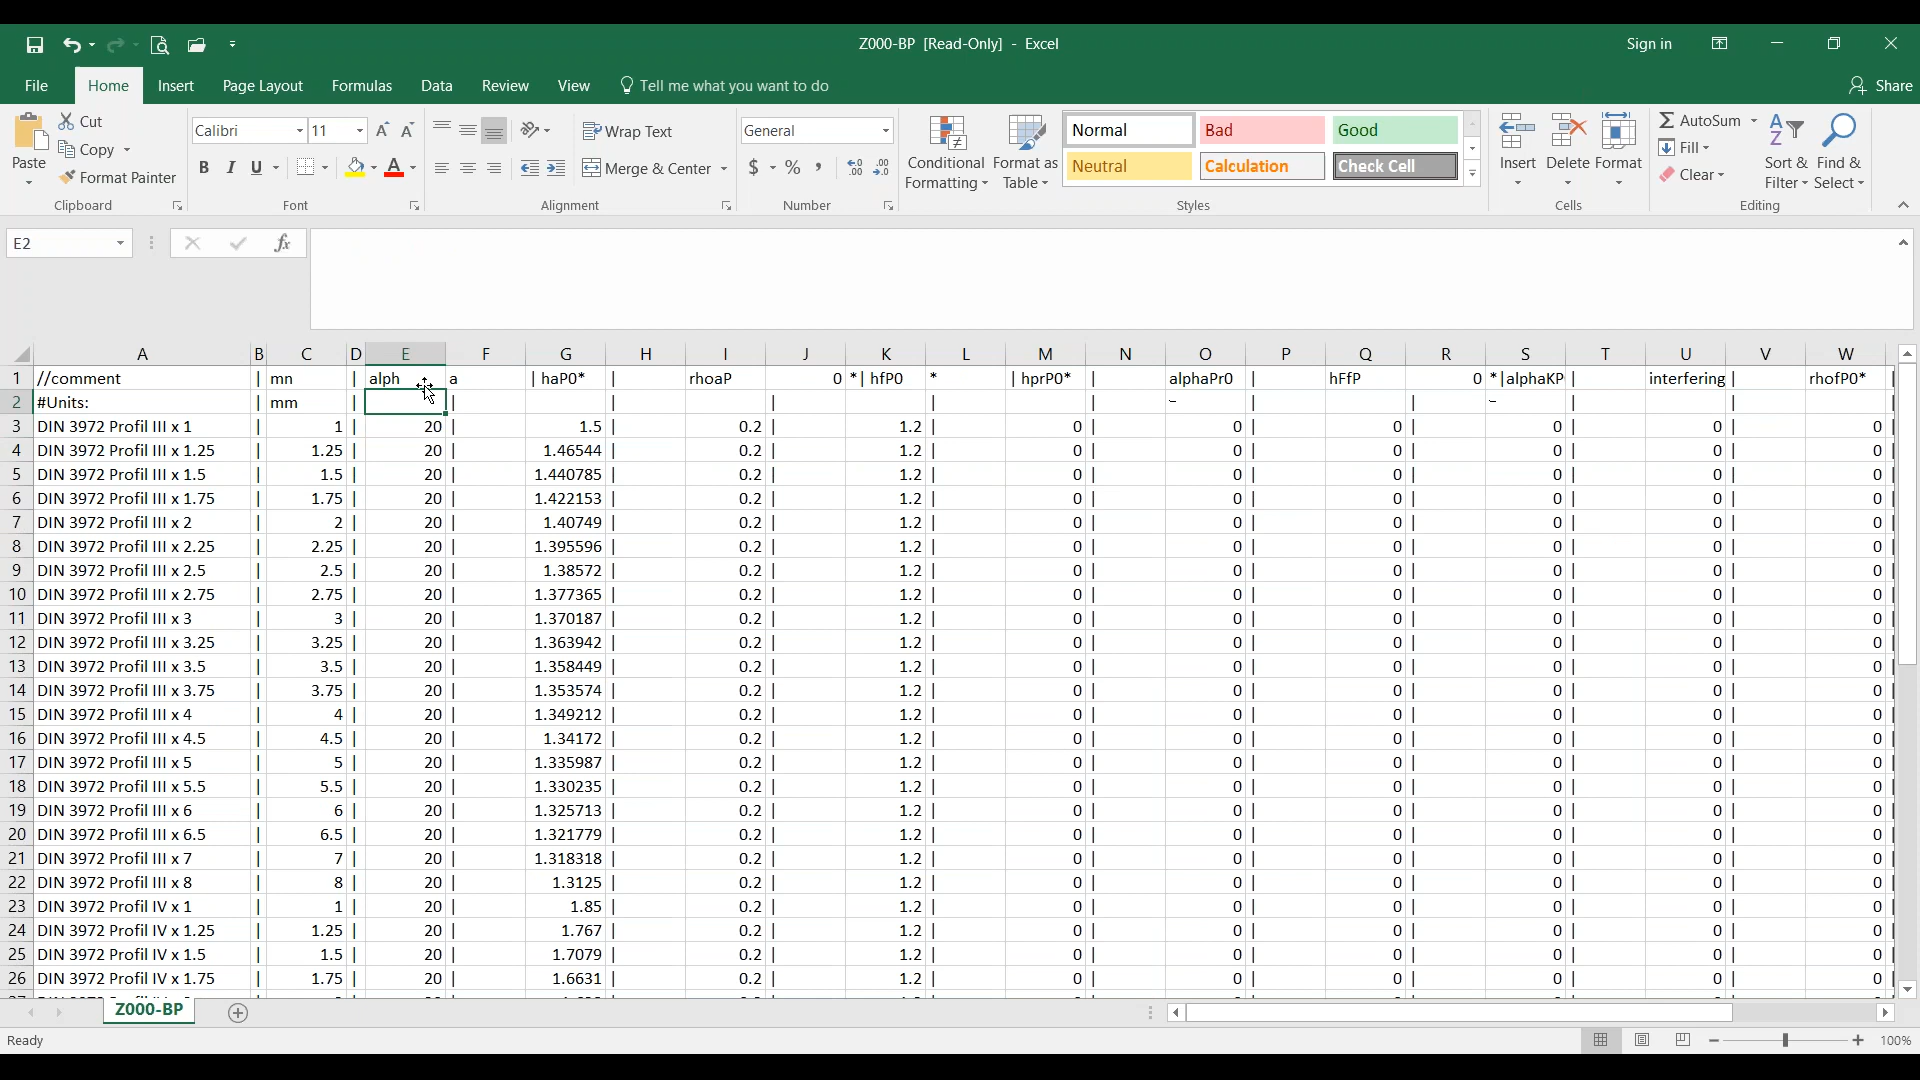 Z000-BP [Read-Only] - Excel
Sign in
File Home Insert Page Layout Formulas Data Review View Tell me what you want to do Share
Paste
Cut
Copy
Format Painter
Clipboard
Calibri 11
B I U
Font
Wrap Text
Merge & Center
Alignment
General
$ % ,
Number
Conditional Formatting
Format as Table
Normal Bad Good
Neutral Calculation Check Cell
Styles
Insert Delete Format
Cells
AutoSum
Fill
Clear
Sort & Filter
Find & Select
Editing
E2 fx
A B C D E F G H I J K L M N O P Q R S T U V W
1 //comment | mn | alph a | haP0* | rhoaP 0 *| hfP0 * | hprP0* | alphaPr0 | hFfP 0 *|alphaKP | interfering | rhofP0* |
2 #Units: | mm | | | | | | | | | | |
3 DIN 3972 Profil III x 1 | 1 | 20 | 1.5 | 0.2 | 1.2 | 0 | 0 | 0 | 0 | 0 | 0 |
4 DIN 3972 Profil III x 1.25 | 1.25 | 20 | 1.46544 | 0.2 | 1.2 | 0 | 0 | 0 | 0 | 0 | 0 |
5 DIN 3972 Profil III x 1.5 | 1.5 | 20 | 1.440785 | 0.2 | 1.2 | 0 | 0 | 0 | 0 | 0 | 0 |
6 DIN 3972 Profil III x 1.75 | 1.75 | 20 | 1.422153 | 0.2 | 1.2 | 0 | 0 | 0 | 0 | 0 | 0 |
7 DIN 3972 Profil III x 2 | 2 | 20 | 1.40749 | 0.2 | 1.2 | 0 | 0 | 0 | 0 | 0 | 0 |
8 DIN 3972 Profil III x 2.25 | 2.25 | 20 | 1.395596 | 0.2 | 1.2 | 0 | 0 | 0 | 0 | 0 | 0 |
9 DIN 3972 Profil III x 2.5 | 2.5 | 20 | 1.38572 | 0.2 | 1.2 | 0 | 0 | 0 | 0 | 0 | 0 |
10 DIN 3972 Profil III x 2.75 | 2.75 | 20 | 1.377365 | 0.2 | 1.2 | 0 | 0 | 0 | 0 | 0 | 0 |
11 DIN 3972 Profil III x 3 | 3 | 20 | 1.370187 | 0.2 | 1.2 | 0 | 0 | 0 | 0 | 0 | 0 |
12 DIN 3972 Profil III x 3.25 | 3.25 | 20 | 1.363942 | 0.2 | 1.2 | 0 | 0 | 0 | 0 | 0 | 0 |
13 DIN 3972 Profil III x 3.5 | 3.5 | 20 | 1.358449 | 0.2 | 1.2 | 0 | 0 | 0 | 0 | 0 | 0 |
14 DIN 3972 Profil III x 3.75 | 3.75 | 20 | 1.353574 | 0.2 | 1.2 | 0 | 0 | 0 | 0 | 0 | 0 |
15 DIN 3972 Profil III x 4 | 4 | 20 | 1.349212 | 0.2 | 1.2 | 0 | 0 | 0 | 0 | 0 | 0 |
16 DIN 3972 Profil III x 4.5 | 4.5 | 20 | 1.34172 | 0.2 | 1.2 | 0 | 0 | 0 | 0 | 0 | 0 |
17 DIN 3972 Profil III x 5 | 5 | 20 | 1.335987 | 0.2 | 1.2 | 0 | 0 | 0 | 0 | 0 | 0 |
18 DIN 3972 Profil III x 5.5 | 5.5 | 20 | 1.330235 | 0.2 | 1.2 | 0 | 0 | 0 | 0 | 0 | 0 |
19 DIN 3972 Profil III x 6 | 6 | 20 | 1.325713 | 0.2 | 1.2 | 0 | 0 | 0 | 0 | 0 | 0 |
20 DIN 3972 Profil III x 6.5 | 6.5 | 20 | 1.321779 | 0.2 | 1.2 | 0 | 0 | 0 | 0 | 0 | 0 |
21 DIN 3972 Profil III x 7 | 7 | 20 | 1.318318 | 0.2 | 1.2 | 0 | 0 | 0 | 0 | 0 | 0 |
22 DIN 3972 Profil III x 8 | 8 | 20 | 1.3125 | 0.2 | 1.2 | 0 | 0 | 0 | 0 | 0 | 0 |
23 DIN 3972 Profil IV x 1 | 1 | 20 | 1.85 | 0.2 | 1.2 | 0 | 0 | 0 | 0 | 0 | 0 |
24 DIN 3972 Profil IV x 1.25 | 1.25 | 20 | 1.767 | 0.2 | 1.2 | 0 | 0 | 0 | 0 | 0 | 0 |
25 DIN 3972 Profil IV x 1.5 | 1.5 | 20 | 1.7079 | 0.2 | 1.2 | 0 | 0 | 0 | 0 | 0 | 0 |
26 DIN 3972 Profil IV x 1.75 | 1.75 | 20 | 1.6631 | 0.2 | 1.2 | 0 | 0 | 0 | 0 | 0 | 0 |
Z000-BP
Ready 100%